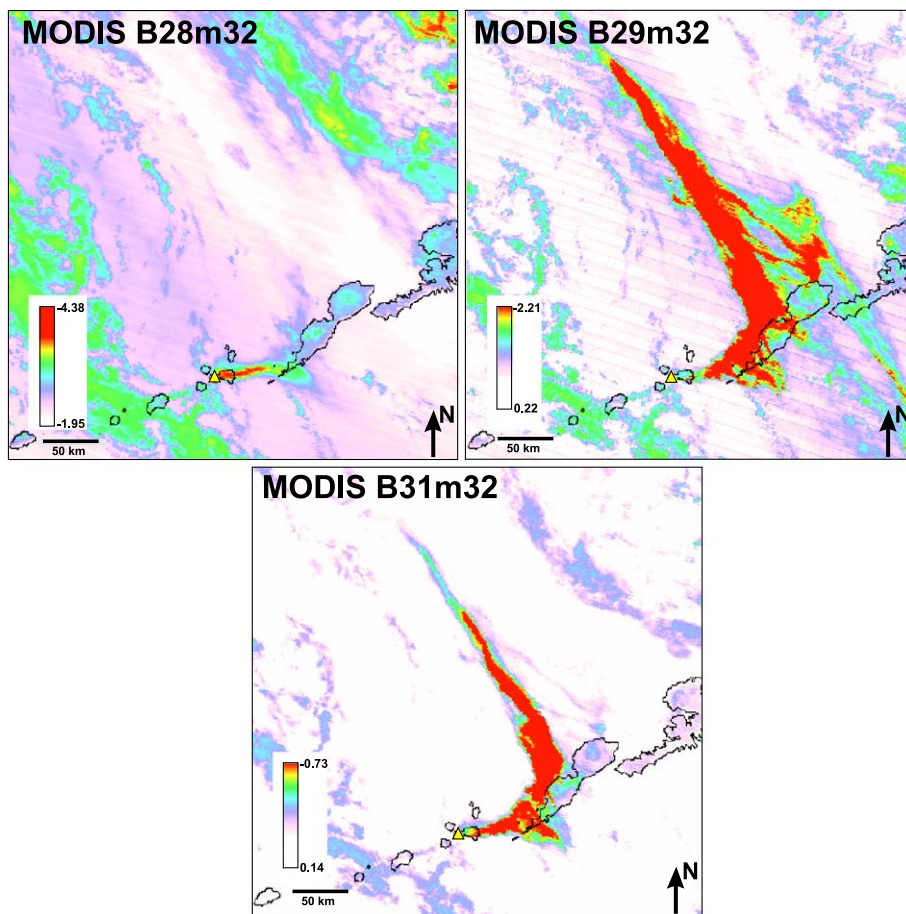 MODIS B28m32
-4.38
-1.95
50 km
N
MODIS B29m32
-2.21
0.22
50 km
N
MODIS B31m32
-0.73
0.14
50 km
N